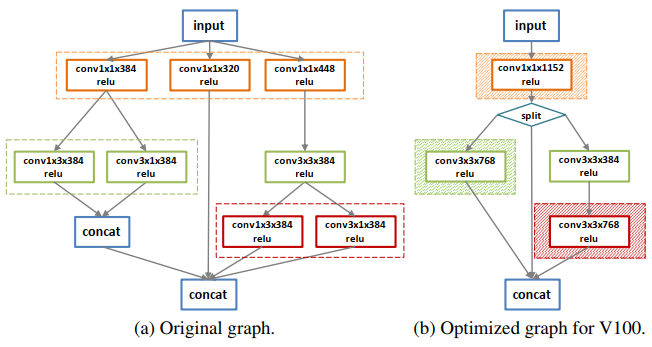 input
conv1x1x384
relu
conv1x1x320
relu
conv1x1x448
relu
conv1x3x384
relu
conv3x1x384
relu
conv3x3x384
relu
concat
conv1x3x384
relu
conv3x1x384
relu
concat
(a) Original graph.
input
conv1x1x1152
relu
split
conv3x3x768
relu
conv3x3x384
relu
conv3x3x768
relu
concat
(b) Optimized graph for V100.